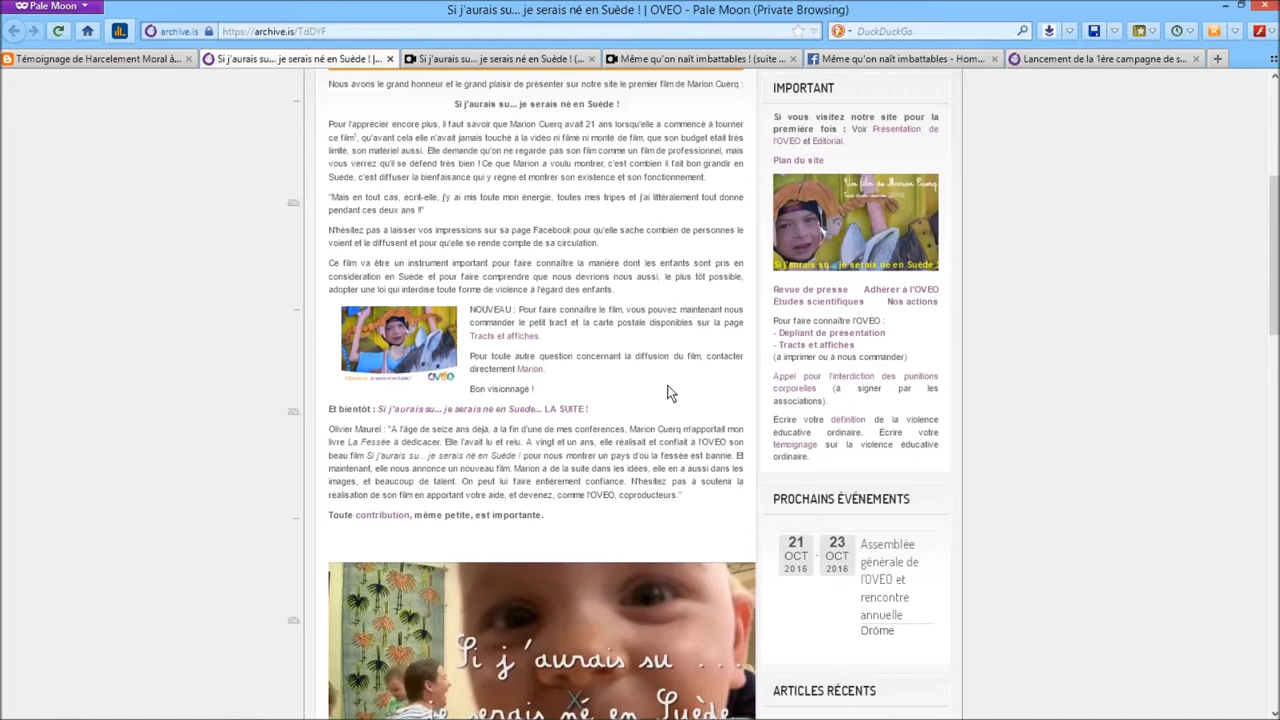 Pale Moon
Si j'aurais su... je serais né en Suède ! | OVEO - Pale Moon (Private Browsing)
archive.is
https://archive.is/TdDYF
DuckDuckGo
Témoignage de Harcelement Moral à...
Si j'aurais su... je serais né en Suède ! |...
Si j'aurais su... je serais né en Suède ! (...
Même qu'on naît imbattables ! (suite ...
Même qu'on naît imbattables - Hom...
Lancement de la 1ère campagne de s...
Nous avons le grand honneur et le grand plaisir de présenter sur notre site le premier film de Marion Cuerq :
Si j'aurais su... je serais né en Suède !
Pour l'apprécier encore plus, il faut savoir que Marion Cuerq avait 21 ans lorsqu'elle a commencé à tourner
ce film, qu'avant cela elle n'avait jamais touché à la vidéo ni filmé ni monté de film, que son budget était très
limité, son matériel aussi. Elle demande qu'on ne regarde pas son film comme un film de professionnel, mais
vous verrez qu'il se défend très bien ! Ce que Marion a voulu montrer, c'est combien il fait bon grandir en
Suède, c'est diffuser la bienfaisance qui y règne et montrer son existence et son fonctionnement.
"Mais en tout cas, écrit-elle, j'y ai mis toute mon énergie, toutes mes tripes et j'ai littéralement tout donné
pendant ces deux ans !!"
N'hésitez pas à laisser vos impressions sur sa page Facebook pour qu'elle sache combien de personnes le
voient et le diffusent et pour qu'elle se rende compte de sa circulation.
Ce film va être un instrument important pour faire connaître la manière dont les enfants sont pris en
considération en Suède et pour faire comprendre que nous devrions nous aussi, le plus tôt possible,
adopter une loi qui interdise toute forme de violence à l'égard des enfants.
NOUVEAU : Pour faire connaître le film, vous pouvez maintenant nous
commander le petit tract et la carte postale disponibles sur la page
Tracts et affiches.
Pour toute autre question concernant la diffusion du film, contacter
directement Marion.
OVEO
Bon visionnage !
Et bientôt : Si j'aurais su... je serais né en Suède... LA SUITE !
Olivier Maurel : "A l'âge de seize ans déjà, à la fin d'une de mes conférences, Marion Cuerq m'apportait mon
livre La Fessée à dédicacer. Elle l'avait lu et relu. A vingt et un ans, elle réalisait et confiait à l'OVEO son
beau film Si j'aurais su... je serais né en Suède ! pour nous montrer un pays d'où la fessée est bannie. Et
maintenant, elle nous annonce un nouveau film. Marion a de la suite dans les idées, elle en a aussi dans les
images, et beaucoup de talent. On peut lui faire entièrement confiance. N'hésitez pas à soutenir la
réalisation de son film en apportant votre aide, et devenez, comme l'OVEO, coproducteurs."
Toute contribution, même petite, est importante.
Si j'aurais su ...
je serais né en Suède
IMPORTANT
Si vous visitez notre site pour la
première fois : Voir Présentation de
l'OVEO et Editorial.
Plan du site
Un film de Marion Cuerq
Si j'aurais su... je serais né en Suède !
Revue de presse Adhérer à l'OVEO
Études scientifiques Nos actions
Pour faire connaître l'OVEO :
- Dépliant de présentation
- Tracts et affiches
(à imprimer ou à nous commander)
Appel pour l'interdiction des punitions
corporelles (à signer par les
associations).
Écrire votre définition de la violence
éducative ordinaire. Écrire votre
témoignage sur la violence éducative
ordinaire.
PROCHAINS ÉVÉNEMENTS
21 OCT 2016 - 23 OCT 2016
Assemblée
générale de
l'OVEO et
rencontre
annuelle
Drôme
ARTICLES RÉCENTS